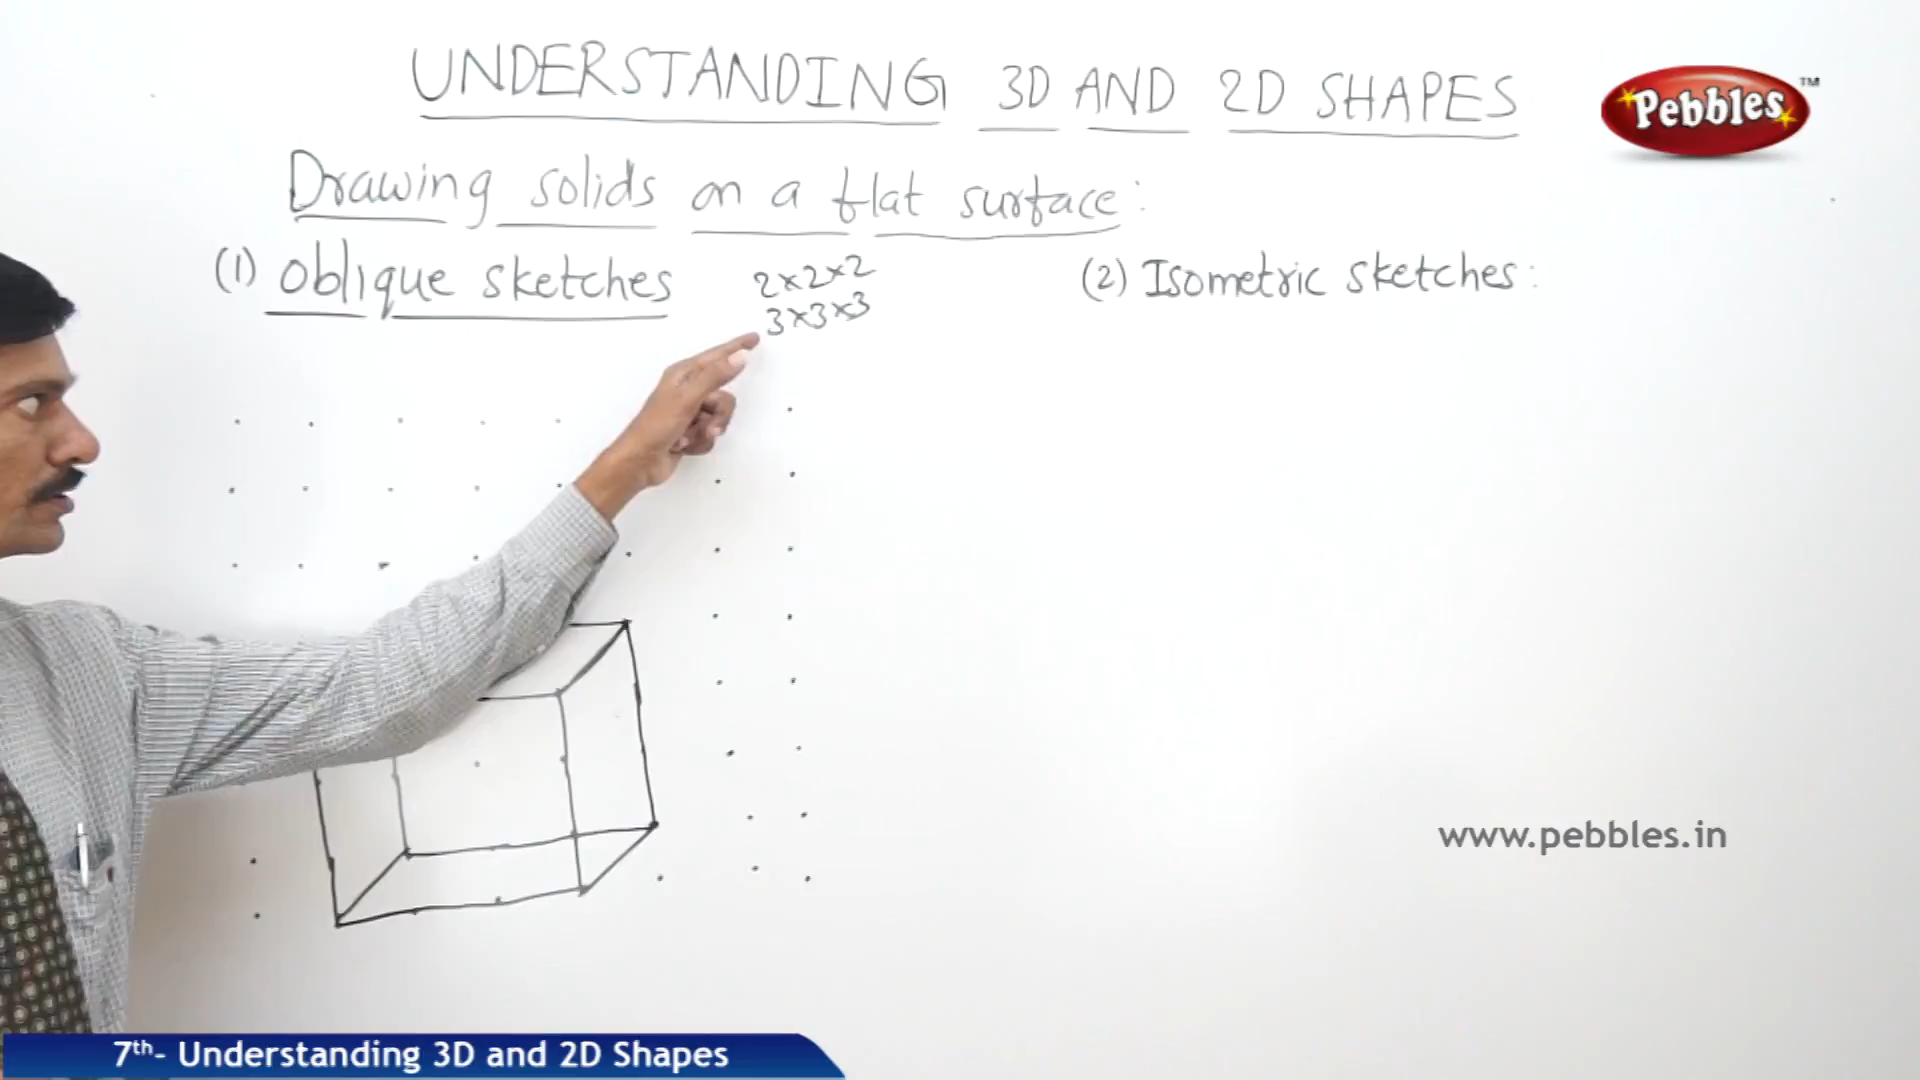 UNDERSTANDING 3D AND 2D SHAPES
Pebbles™
Drawing solids on a flat surface:
(1) Oblique sketches
2×2×2
3×3×3
(2) Isometric sketches:
www.pebbles.in
7th- Understanding 3D and 2D Shapes